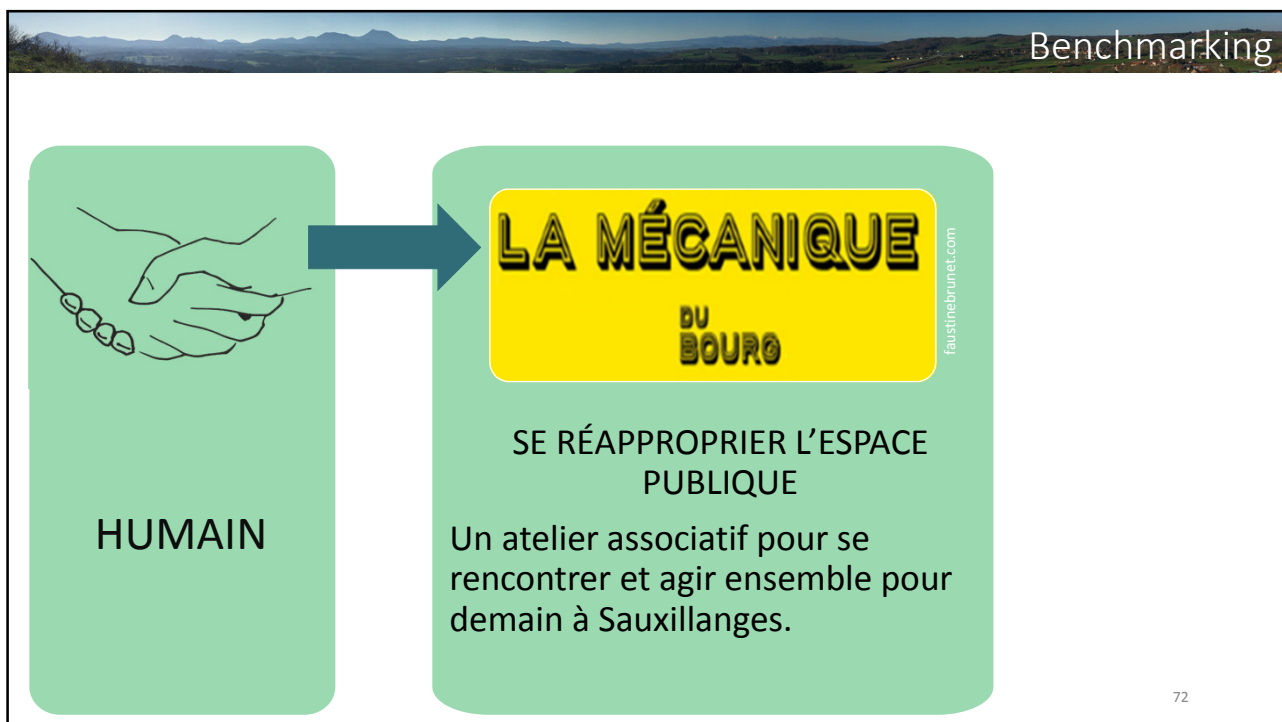 Benchmarking
HUMAIN
LA MÉCANIQUE
DU
BOURG
faustinebrunet.com
SE RÉAPPROPRIER L’ESPACE
PUBLIQUE
Un atelier associatif pour se
rencontrer et agir ensemble pour
demain à Sauxillanges.
72